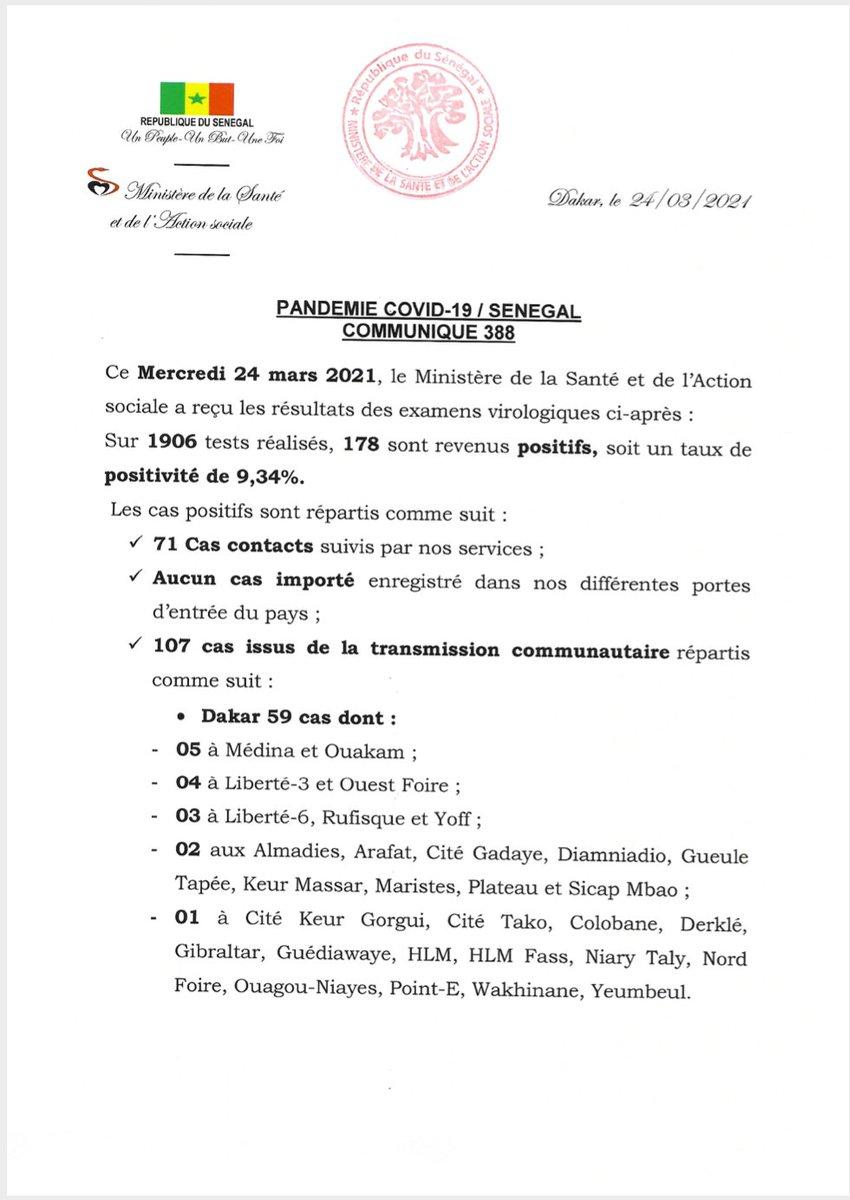 République du Sénégal
MINISTERE DE LA SANTE ET DE L'ACTION SOCIALE
REPUBLIQUE DU SENEGAL
Un Peuple-Un But-Une Foi
Ministère de la Santé
et de l'Action sociale
Dakar, le 24/03/2021
PANDEMIE COVID-19 / SENEGAL
COMMUNIQUE 388
Ce Mercredi 24 mars 2021, le Ministère de la Santé et de l'Action
sociale a reçu les résultats des examens virologiques ci-après :
Sur 1906 tests réalisés, 178 sont revenus positifs, soit un taux de
positivité de 9,34%.
Les cas positifs sont répartis comme suit :
✓ 71 Cas contacts suivis par nos services ;
✓ Aucun cas importé enregistré dans nos différentes portes
d'entrée du pays ;
✓ 107 cas issus de la transmission communautaire répartis
comme suit :
• Dakar 59 cas dont :
- 05 à Médina et Ouakam ;
- 04 à Liberté-3 et Ouest Foire ;
- 03 à Liberté-6, Rufisque et Yoff ;
- 02 aux Almadies, Arafat, Cité Gadaye, Diamniadio, Gueule
Tapée, Keur Massar, Maristes, Plateau et Sicap Mbao ;
- 01 à Cité Keur Gorgui, Cité Tako, Colobane, Derklé,
Gibraltar, Guédiawaye, HLM, HLM Fass, Niary Taly, Nord
Foire, Ouagou-Niayes, Point-E, Wakhinane, Yeumbeul.